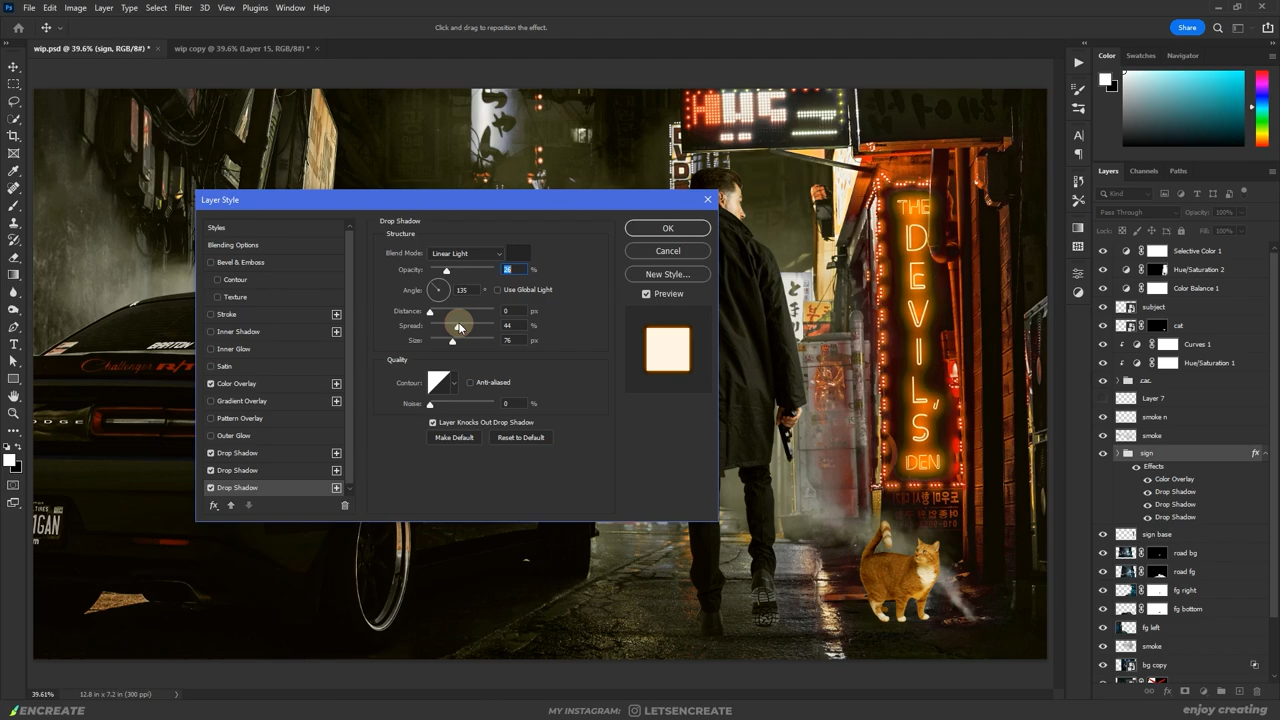 Ps File Edit Image Layer Type Select Filter 3D View Plugins Window Help
Click and drag to reposition the effect.
Share
wip.psd @ 39.6% (sign, RGB/8#) *
wip copy @ 39.6% (Layer 15, RGB/8#) *
Layer Style
Styles
Blending Options
Bevel & Emboss
Contour
Texture
Stroke
Inner Shadow
Inner Glow
Satin
Color Overlay
Gradient Overlay
Pattern Overlay
Outer Glow
Drop Shadow
Drop Shadow
Drop Shadow
fx
Drop Shadow
Structure
Blend Mode: Linear Light
Opacity: 26 %
Angle: 135 ° Use Global Light
Distance: 0 px
Spread: 44 %
Size: 76 px
Quality
Contour: Anti-aliased
Noise: 0 %
Layer Knocks Out Drop Shadow
Make Default Reset to Default
OK
Cancel
New Style...
Preview
Challenger R/T
THE
DEVIL'S
DEN
Color Swatches Navigator
Layers Channels Paths
Kind
Pass Through Opacity: 100%
Lock: Fill: 100%
Selective Color 1
Hue/Saturation 2
Color Balance 1
subject
cat
Curves 1
Hue/Saturation 1
car
Layer 7
smoke n
smoke
sign fx
Effects
Color Overlay
Drop Shadow
Drop Shadow
Drop Shadow
sign base
road bg
road fg
fg right
fg bottom
fg left
smoke
bg copy
39.61% 12.8 in x 7.2 in (300 ppi)
ENCREATE
MY INSTAGRAM: LETSENCREATE
enjoy creating